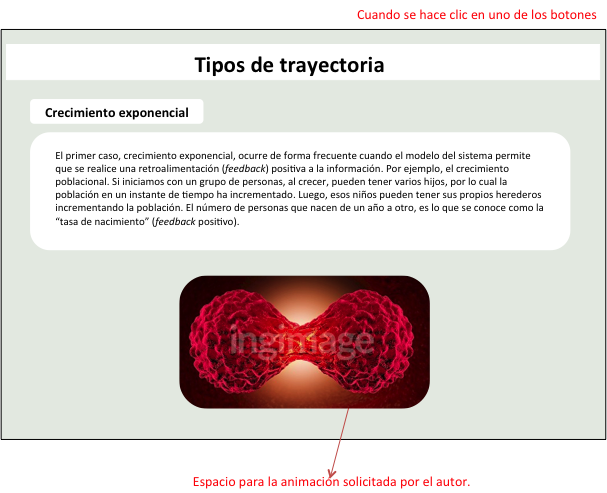 Cuando se hace clic en uno de los botones
Tipos de trayectoria
Crecimiento exponencial
El primer caso, crecimiento exponencial, ocurre de forma frecuente cuando el modelo del sistema permite
que se realice una retroalimentación (feedback) positiva a la información. Por ejemplo, el crecimiento
poblacional. Si iniciamos con un grupo de personas, al crecer, pueden tener varios hijos, por lo cual la
población en un instante de tiempo ha incrementado. Luego, esos niños pueden tener sus propios herederos
incrementando la población. El número de personas que nacen de un año a otro, es lo que se conoce como la
“tasa de nacimiento” (feedback positivo).
ingimage
Espacio para la animación solicitada por el autor.